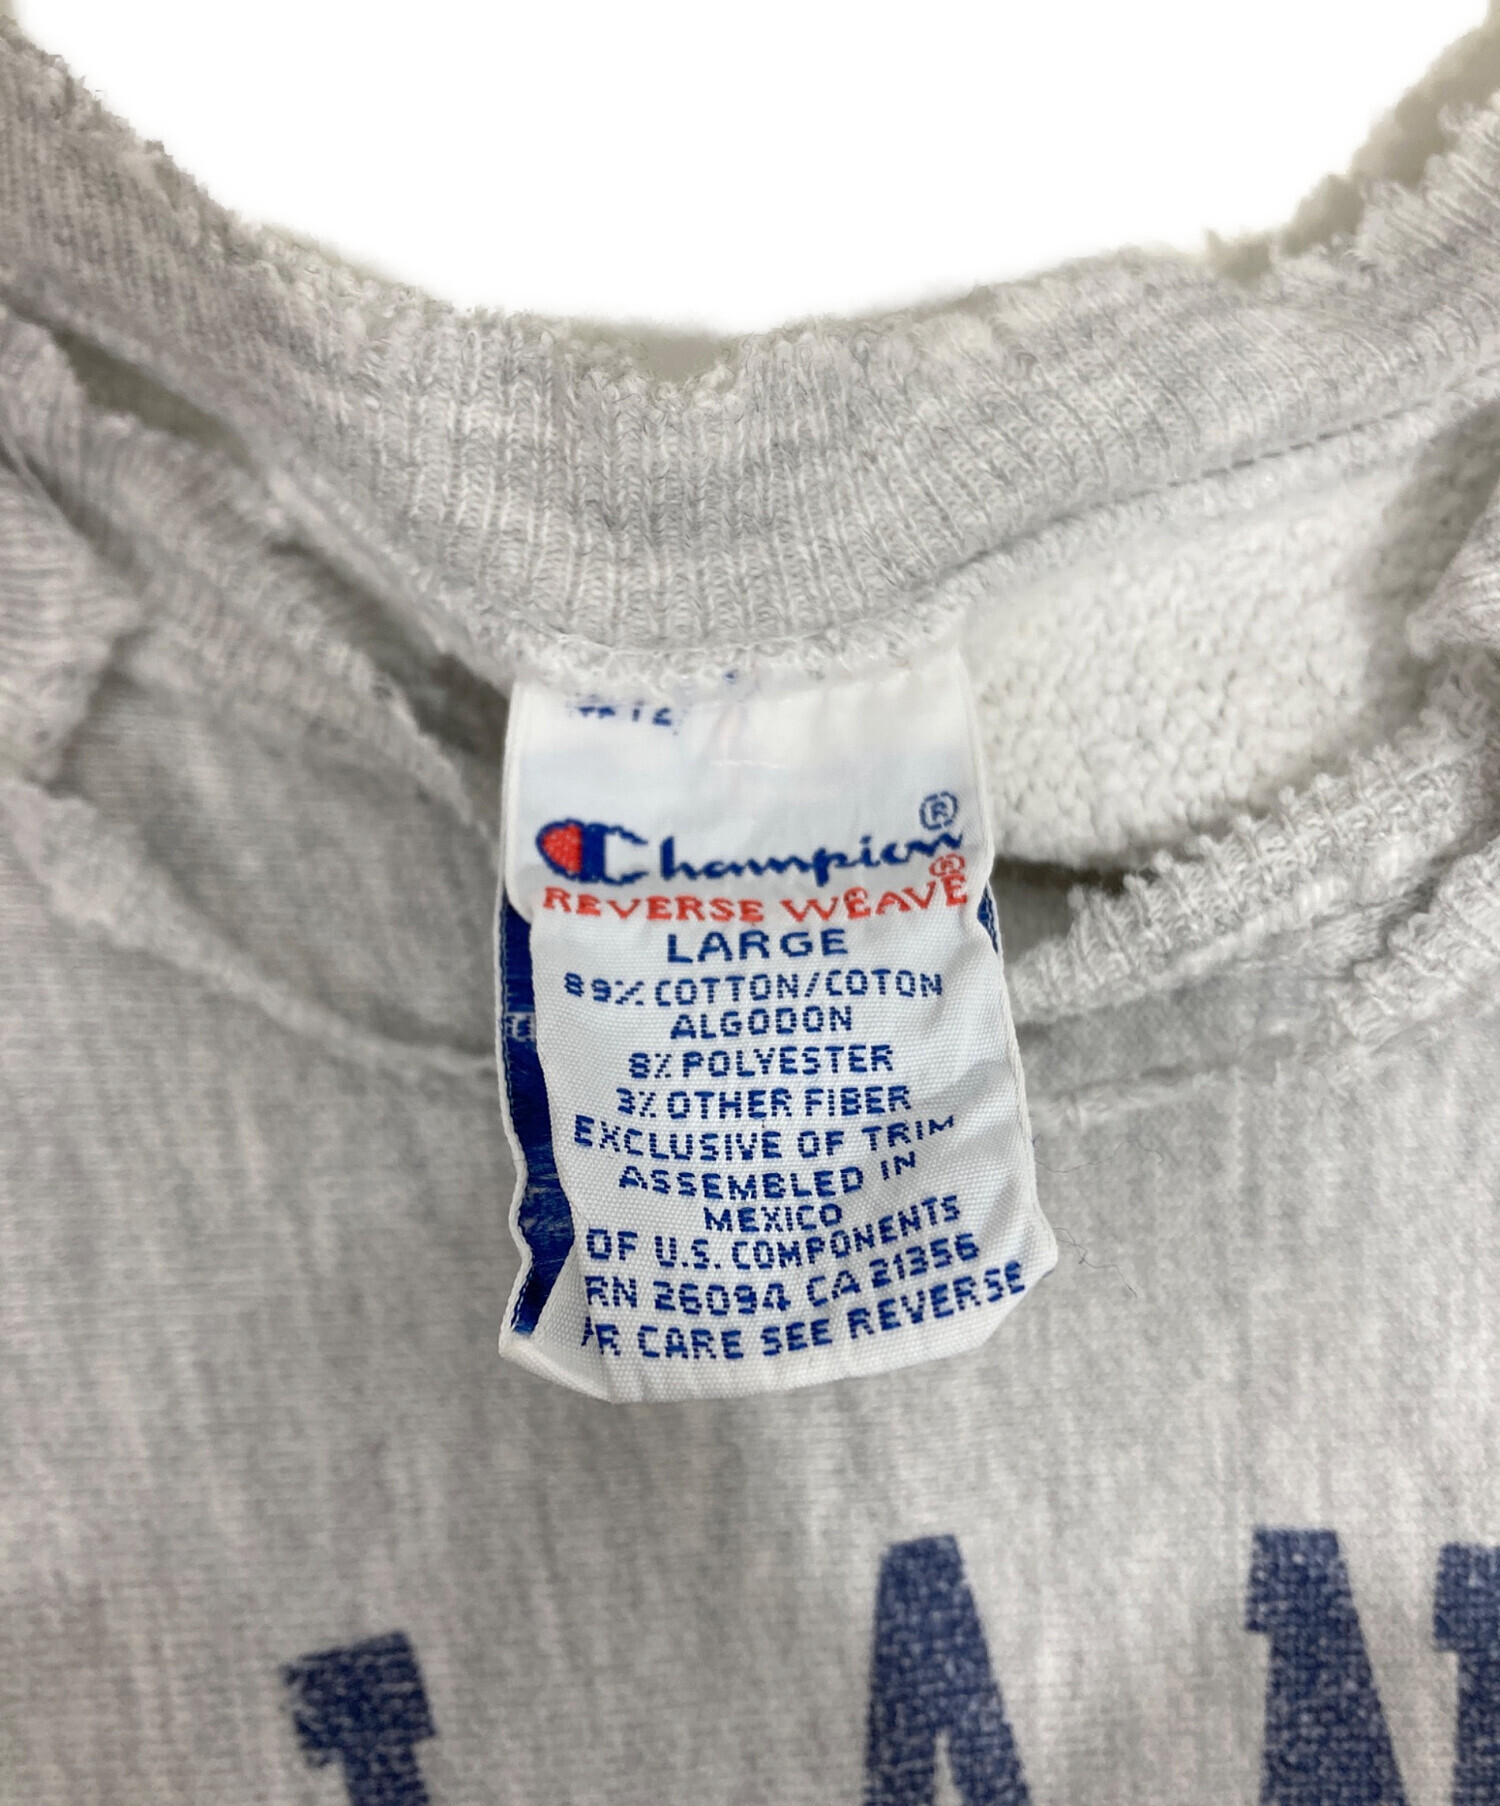 Champion®
REVERSE WEAVE®
LARGE
89% COTTON/COTON
ALGODON
8% POLYESTER
3% OTHER FIBER
EXCLUSIVE OF TRIM
ASSEMBLED IN
MEXICO
OF U.S. COMPONENTS
RN 26094 CA 21356
R CARE SEE REVERSE